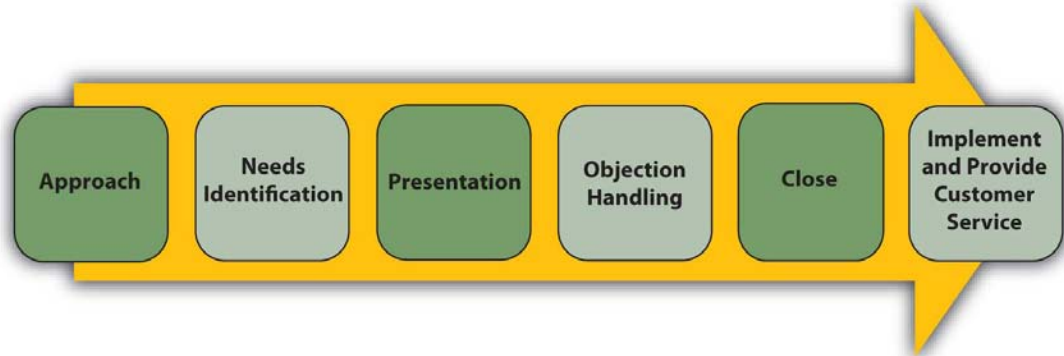 Approach
Needs
Identification
Presentation
Objection
Handling
Close
Implement
and Provide
Customer
Service